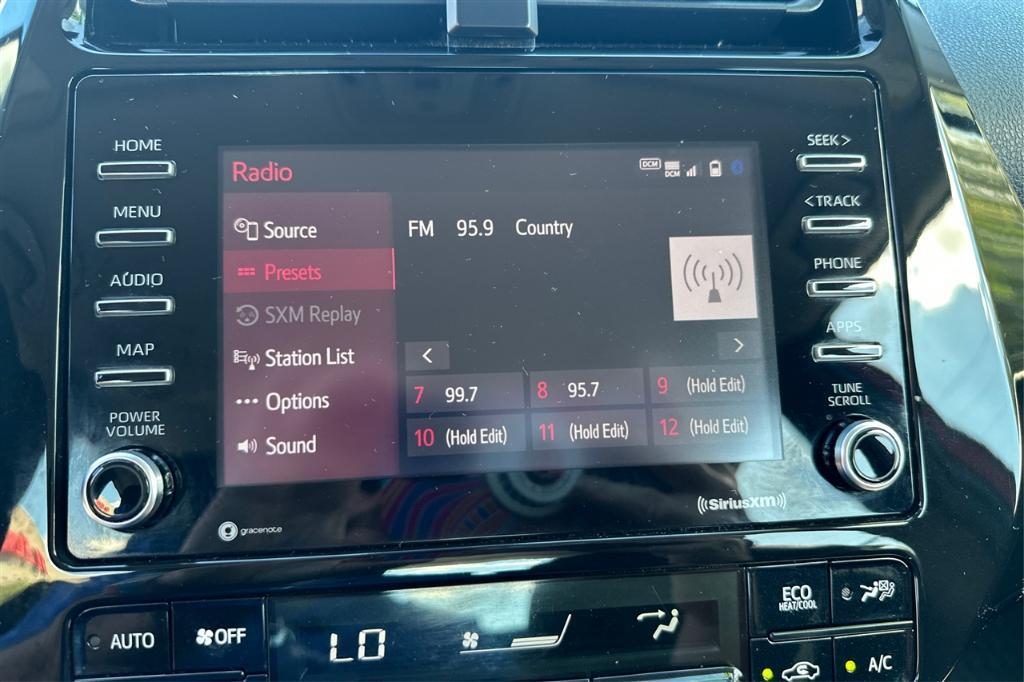 HOME
MENU
AUDIO
MAP
POWER
VOLUME
gracenote
Radio
DCM
DCM
Source
Presets
SXM Replay
Station List
Options
Sound
FM 95.9 Country
<
>
7 99.7
8 95.7
9 (Hold Edit)
10 (Hold Edit)
11 (Hold Edit)
12 (Hold Edit)
SiriusXM
SEEK >
< TRACK
PHONE
APPS
TUNE
SCROLL
AUTO
OFF
LO
ECO
HEAT/COOL
A/C